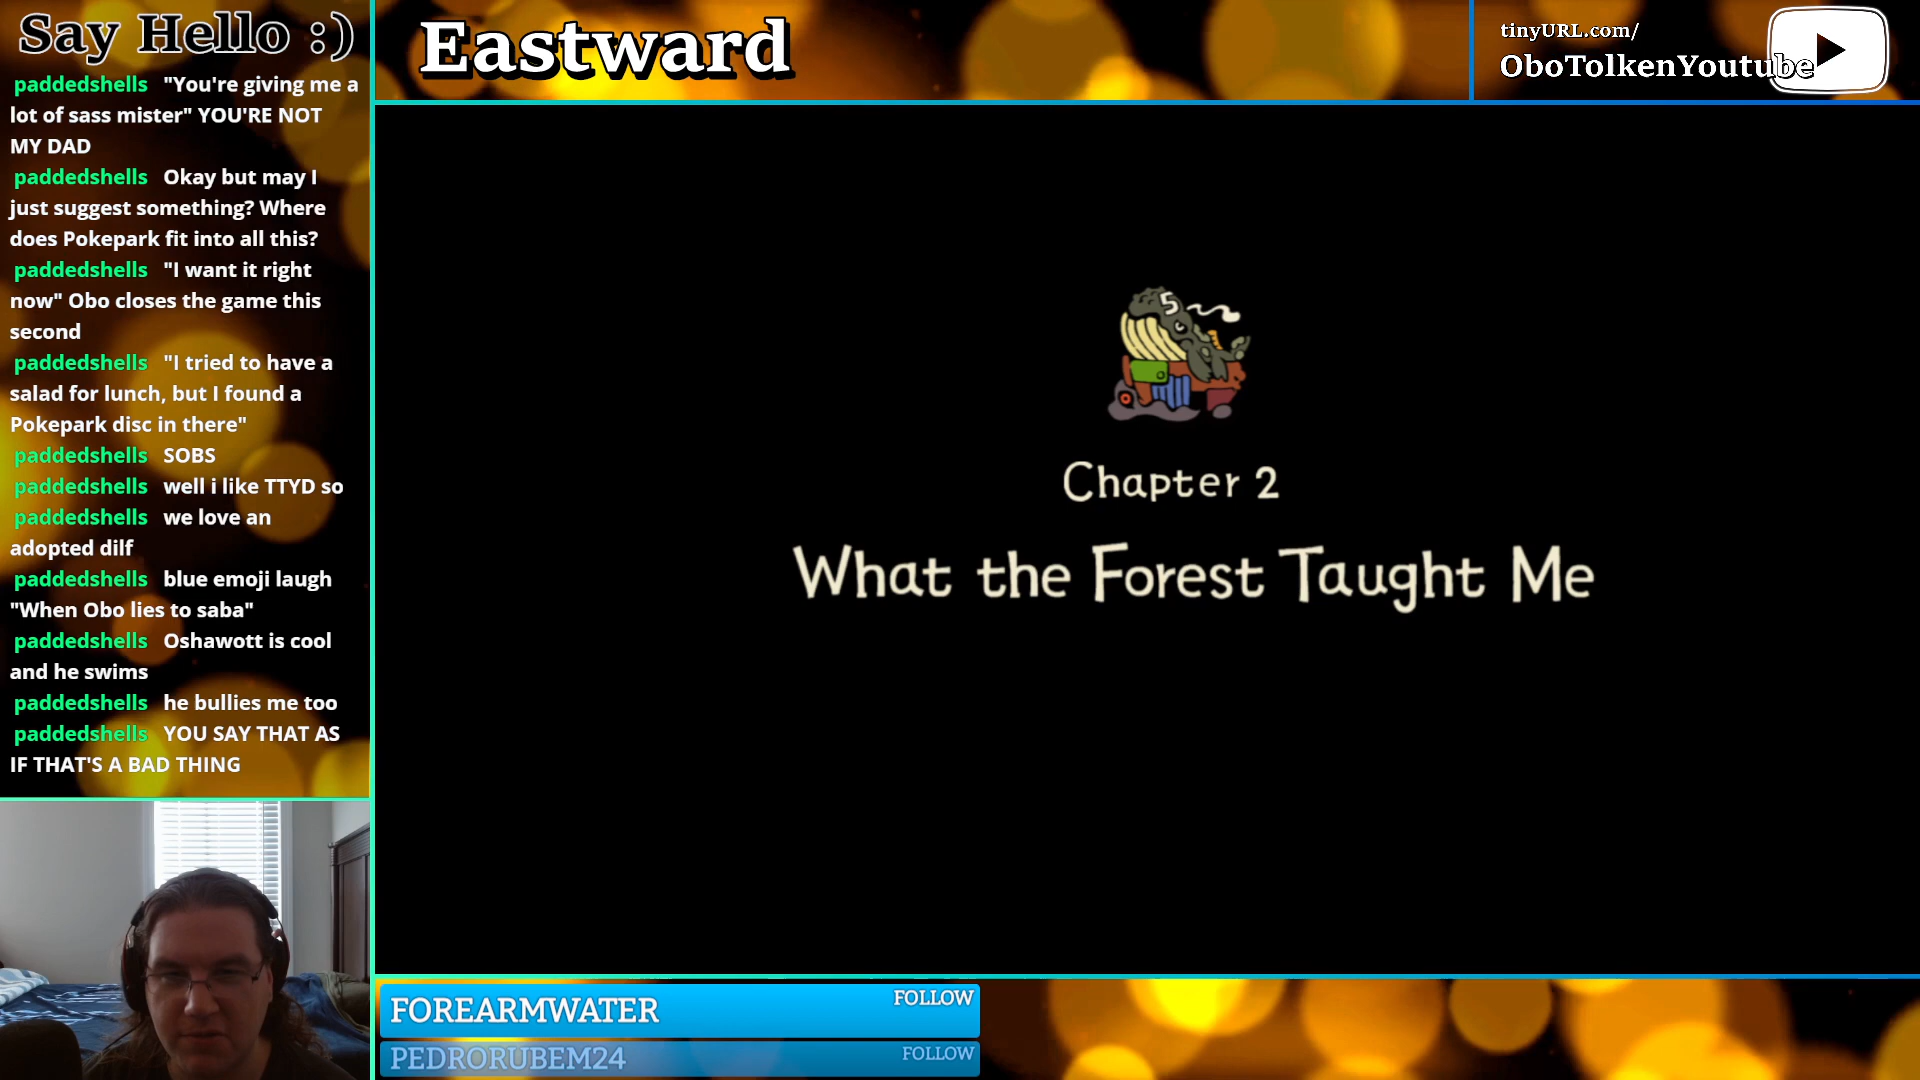 Say Hello :)
paddedshells "You're giving me a
lot of sass mister" YOU'RE NOT
MY DAD
paddedshells Okay but may I
just suggest something? Where
does Pokepark fit into all this?
paddedshells "I want it right
now" Obo closes the game this
second
paddedshells "I tried to have a
salad for lunch, but I found a
Pokepark disc in there"
paddedshells SOBS
paddedshells well i like TTYD so
paddedshells we love an
adopted dilf
paddedshells blue emoji laugh
"When Obo lies to saba"
paddedshells Oshawott is cool
and he swims
paddedshells he bullies me too
paddedshells YOU SAY THAT AS
IF THAT'S A BAD THING
Eastward
tinyURL.com/
OboTolkenYoutube
5
Chapter 2
What the Forest Taught Me
FOREARMWATER FOLLOW
PEDRORUBEM24 FOLLOW